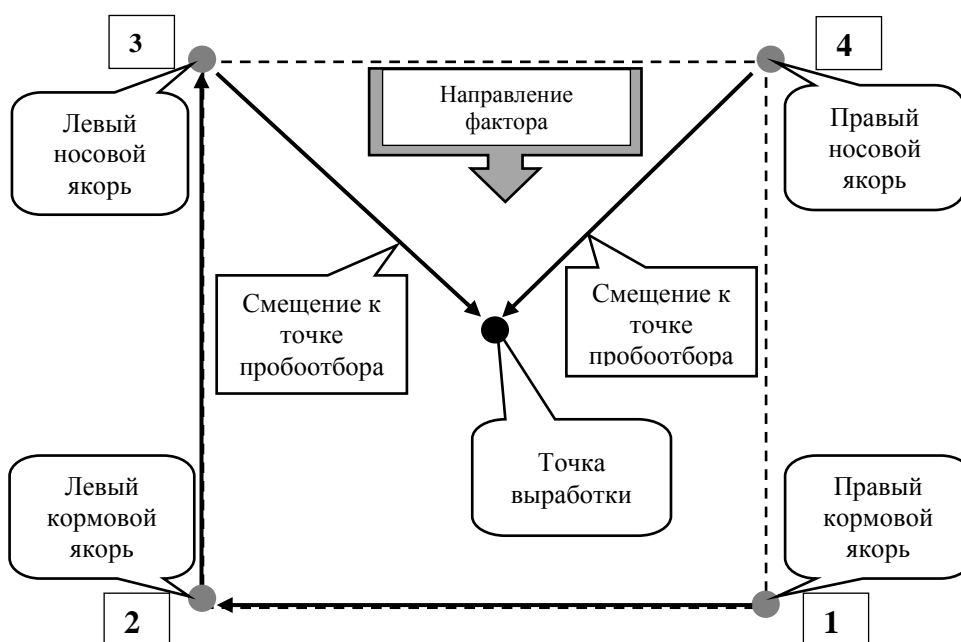 3
4
Левый
носовой
якорь
Направление
фактора
Правый
носовой
якорь
Смещение к
точке
пробоотбора
Смещение к
точке
пробоотбора
Точка
выработки
Левый
кормовой
якорь
Правый
кормовой
якорь
2
1